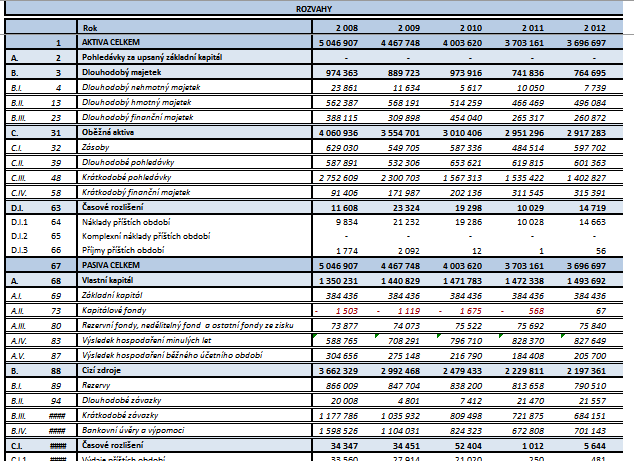 ROZVAHY
Rok 2 008 2 009 2 010 2 011 2 012
1 AKTIVA CELKEM 5 046 907 4 467 748 4 003 620 3 703 161 3 696 697
A. 2 Pohledávky za upsaný základní kapitál - - - - -
B. 3 Dlouhodobý majetek 974 363 889 723 973 916 741 836 764 695
B.I. 4 Dlouhodobý nehmotný majetek 23 861 11 634 5 617 10 050 7 739
B.II. 13 Dlouhodobý hmotný majetek 562 387 568 191 514 259 466 469 496 084
B.III. 23 Dlouhodobý finanční majetek 388 115 309 898 454 040 265 317 260 872
C. 31 Oběžná aktiva 4 060 936 3 554 701 3 010 406 2 951 296 2 917 283
C.I. 32 Zásoby 629 030 549 705 587 336 484 514 597 702
C.II. 39 Dlouhodobé pohledávky 587 891 532 306 653 621 619 815 601 363
C.III. 48 Krátkodobé pohledávky 2 752 609 2 300 703 1 567 313 1 535 422 1 402 827
C.IV. 58 Krátkodobý finanční majetek 91 406 171 987 202 136 311 545 315 391
D.I. 63 Časové rozlišení 11 608 23 324 19 298 10 029 14 719
D.I.1 64 Náklady příštích období 9 834 21 232 19 286 10 028 14 663
D.I.2 65 Komplexní náklady příštích období - - - - -
D.I.3 66 Příjmy příštích období 1 774 2 092 12 1 56
67 PASIVA CELKEM 5 046 907 4 467 748 4 003 620 3 703 161 3 696 697
A. 68 Vlastní kapitál 1 350 231 1 440 829 1 471 783 1 472 338 1 493 692
A.I. 69 Základní kapitál 384 436 384 436 384 436 384 436 384 436
A.II. 73 Kapitálové fondy - 1 503 - 1 119 - 1 675 - 568 67
A.III. 80 Rezervní fondy, nedělitelný fond a ostatní fondy ze zisku 73 877 74 073 75 522 75 692 75 840
A.IV. 83 Výsledek hospodaření minulých let 588 765 708 291 796 710 828 370 827 649
A.V. 87 Výsledek hospodaření běžného účetního období 304 656 275 148 216 790 184 408 205 700
B. 88 Cizí zdroje 3 662 329 2 992 468 2 479 433 2 229 811 2 197 361
B.I. 89 Rezervy 866 009 847 704 838 200 813 658 790 510
B.II. 94 Dlouhodobé závazky 20 008 4 801 7 412 21 470 21 557
B.III. #### Krátkodobé závazky 1 177 786 1 035 932 809 498 721 875 684 151
B.IV. #### Bankovní úvěry a výpomoci 1 598 526 1 104 031 824 323 672 808 701 143
C.I. #### Časové rozlišení 34 347 34 451 52 404 1 012 5 644
C.I.1 #### Výdaje příštích období 33 560 27 914 21 020 250 481